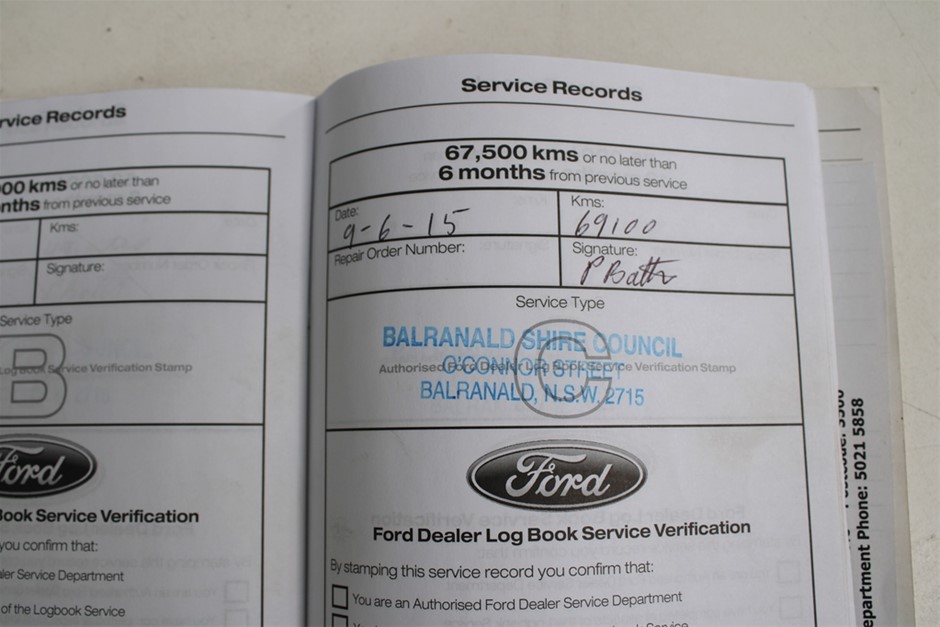 rvice Records
00 kms or no later than
nths from previous service
Kms:
Signature:
Service Type
B
Log Book Service Verification Stamp
Ford
Book Service Verification
you confirm that:
ler Service Department
of the Logbook Service
Service Records
67,500 kms or no later than
6 months from previous service
Date:
9-6-15
Kms:
69100
Repair Order Number:
Signature:
P Bath
Service Type
C
BALRANALD SHIRE COUNCIL
Authorised Ford Dealer Log Book Service Verification Stamp
O'CONNOR STREET
BALRANALD, N.S.W. 2715
Ford
Ford Dealer Log Book Service Verification
By stamping this service record you confirm that:
You are an Authorised Ford Dealer Service Department
epartment Phone: 5021 5858